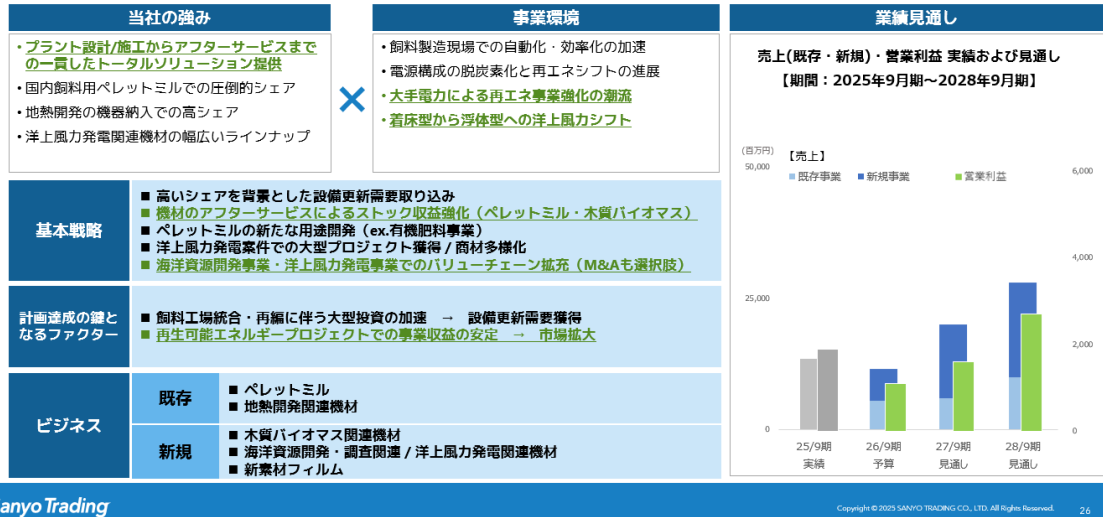 当社の強み
・プラント設計/施工からアフターサービスまで
の一貫したトータルソリューション提供
・国内飼料用ペレットミルでの圧倒的シェア
・地熱開発の機器納入での高シェア
・洋上風力発電関連機材の幅広いラインナップ
×
事業環境
・飼料製造現場での自動化・効率化の加速
・電源構成の脱炭素化と再エネシフトの進展
・大手電力による再エネ事業強化の潮流
・着床型から浮体型への洋上風力シフト
基本戦略
■ 高いシェアを背景とした設備更新需要取り込み
■ 機材のアフターサービスによるストック収益強化（ペレットミル・木質バイオマス）
■ ペレットミルの新たな用途開発（ex.有機肥料事業）
■ 洋上風力発電案件での大型プロジェクト獲得 / 商材多様化
■ 海洋資源開発事業・洋上風力発電事業でのバリューチェーン拡充（M&Aも選択肢）
計画達成の鍵と
なるファクター
■ 飼料工場統合・再編に伴う大型投資の加速 → 設備更新需要獲得
■ 再生可能エネルギープロジェクトでの事業収益の安定 → 市場拡大
ビジネス
既存
■ ペレットミル
■ 地熱開発関連機材
新規
■ 木質バイオマス関連機材
■ 海洋資源開発・調査関連 / 洋上風力発電関連機材
■ 新素材フィルム
業績見通し
売上(既存・新規)・営業利益 実績および見通し
【期間：2025年9月期～2028年9月期】
(百万円)
【売上】
50,000
既存事業 新規事業 営業利益
6,000
4,000
25,000
2,000
0
0
25/9期 26/9期 27/9期 28/9期
実績 予算 見通し 見通し
anyo Trading
Copyright © 2025 SANYO TRADING CO., LTD. All Rights Reserved.
26